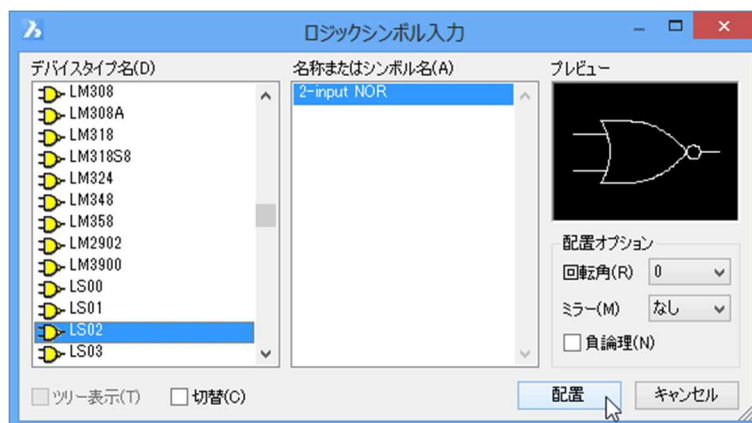 ロジックシンボル入力
デバイスタイプ名(D)
LM308
LM308A
LM318
LM318S8
LM324
LM348
LM358
LM2902
LM3900
LS00
LS01
LS02
LS03
名称またはシンボル名(A)
2-input NOR
プレビュー
配置オプション
回転角(R) 0
ミラー(M) なし
負論理(N)
ツリー表示(T) 切替(C)
配置 キャンセル